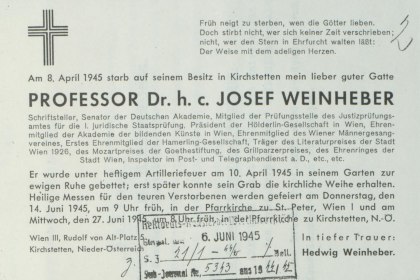 Früh neigt zu sterben, wen die Götter lieben.
Doch stirbt nicht, wer sich keiner Zeit verschrieben;
nicht, wer den Stern in Ehrfurcht walten läßt:
Der Weise mit dem adeligen Herzen.
2
Am 8. April 1945 starb auf seinem Besitz in Kirchstetten mein lieber guter Gatte
PROFESSOR Dr. h. c. JOSEF WEINHEBER
Schriftsteller, Senator der Deutschen Akademie, Mitglied der Prüfungsstelle des Justizprüfungs-
amtes für die I. juridische Staatsprüfung, Präsident der Hölderlin-Gesellschaft in Wien, Ehren-
mitglied der Akademie der bildenden Künste in Wien, Ehrenmitglied des Wiener Männergesang-
vereines, Erstes Ehrenmitglied der Hamerling-Gesellschaft, Träger des Literaturpreises der Stadt
Wien 1926, des Mozartpreises der Goethestiftung, des Grillparzerpreises, des Ehrenringes der
Stadt Wien, Inspektor im Post- und Telegraphendienst a. D., etc., etc.
Er wurde unter heftigem Artilleriefeuer am 10. April 1945 in seinem Garten zur
ewigen Ruhe gebettet; erst später konnte sein Grab die kirchliche Weihe erhalten.
Heilige Messen für den teuren Verstorbenen werden gefeiert am Donnerstag, den
14. Juni 1945, um 9 Uhr früh, in der Pfarrkirche zu St. Peter, Wien I und am
Mittwoch, den 27. Juni 1945, um 8 Uhr früh, in der Pfarrkirche zu Kirchstetten, N.-Ö.
Wien III, Rudolf von Alt-Platz
Kirchstetten, Nieder-Österreich
In tiefer Trauer:
Hedwig Weinheber.
6. JUNI 1945
5343